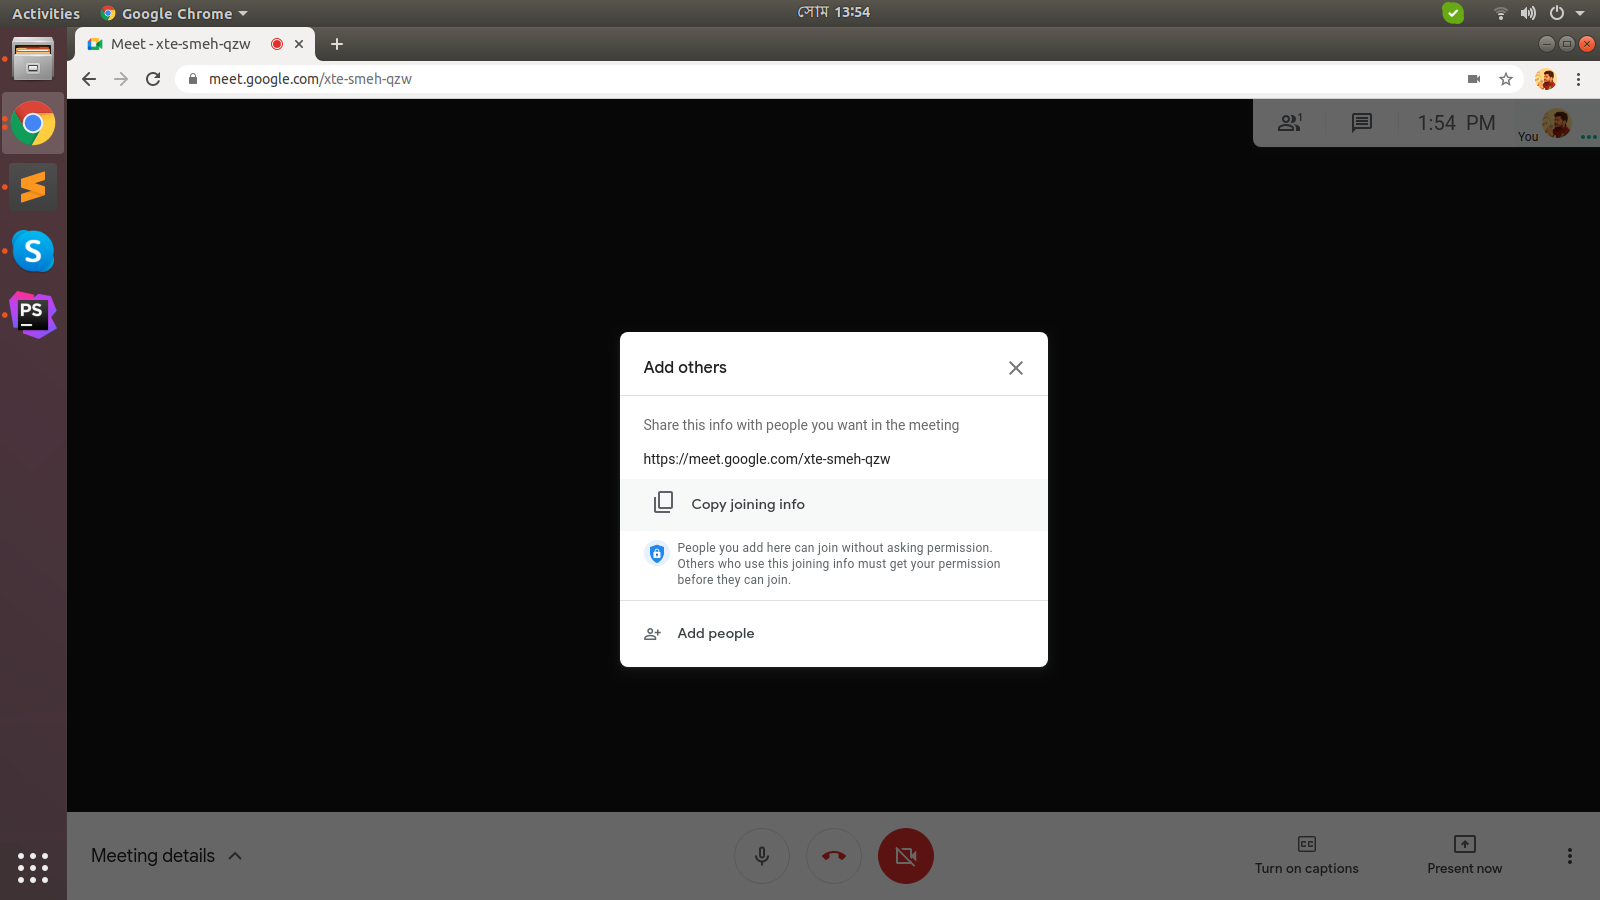 Activities
Google Chrome
সোম 13:54
Meet - xte-smeh-qzw
meet.google.com/xte-smeh-qzw
1
1:54 PM
You
S
PS
Add others
Share this info with people you want in the meeting
https://meet.google.com/xte-smeh-qzw
Copy joining info
People you add here can join without asking permission.
Others who use this joining info must get your permission
before they can join.
Add people
Meeting details
CC
Turn on captions
Present now